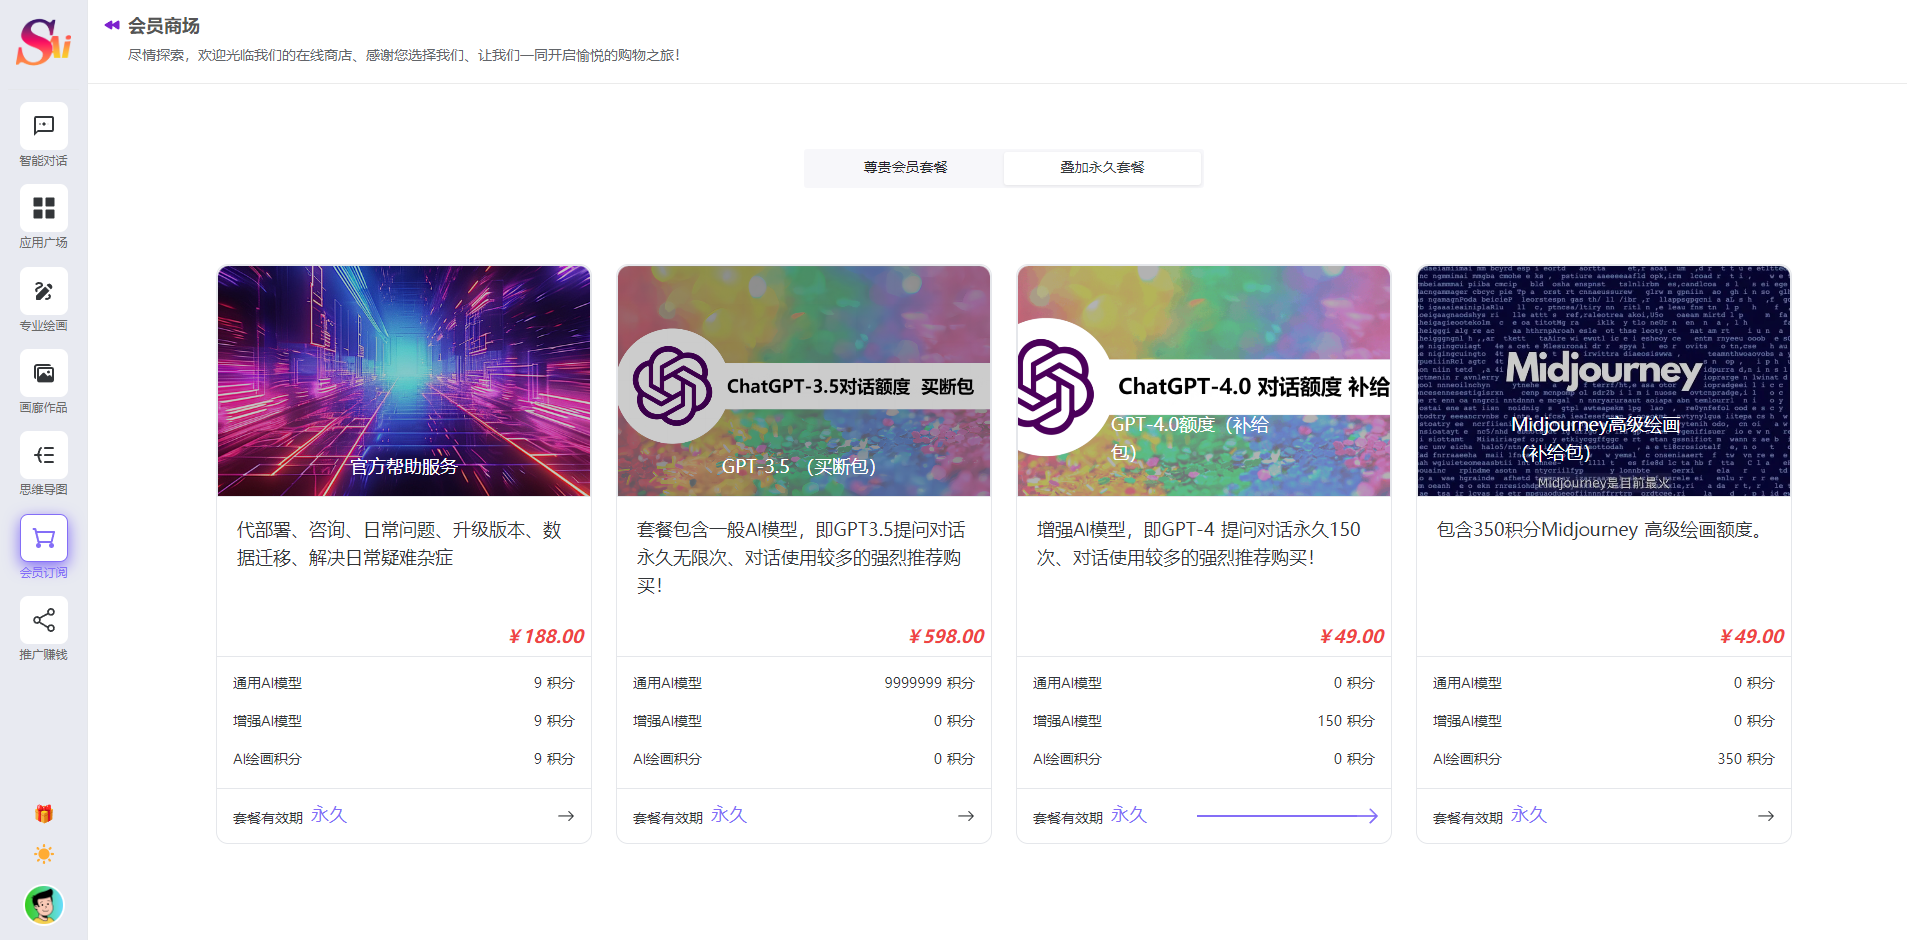 SAi
会员商场
尽情探索，欢迎光临我们的在线商店、感谢您选择我们、让我们一同开启愉悦的购物之旅！
智能对话
应用广场
专业绘画
画廊作品
思维导图
会员订阅
推广赚钱
尊贵会员套餐
叠加永久套餐
官方帮助服务
代部署、咨询、日常问题、升级版本、数
据迁移、解决日常疑难杂症
￥188.00
通用AI模型 9 积分
增强AI模型 9 积分
AI绘画积分 9 积分
套餐有效期 永久
ChatGPT-3.5对话额度 买断包
GPT-3.5 （买断包）
套餐包含一般AI模型，即GPT3.5提问对话
永久无限次、对话使用较多的强烈推荐购
买！
￥598.00
通用AI模型 9999999 积分
增强AI模型 0 积分
AI绘画积分 0 积分
套餐有效期 永久
ChatGPT-4.0 对话额度 补给
GPT-4.0额度（补给
包）
增强AI模型，即GPT-4 提问对话永久150
次、对话使用较多的强烈推荐购买！
￥49.00
通用AI模型 0 积分
增强AI模型 150 积分
AI绘画积分 0 积分
套餐有效期 永久
Midjourney
Midjourney高级绘画
（补给包）
Midjourney是目前最火
包含350积分Midjourney 高级绘画额度。
￥49.00
通用AI模型 0 积分
增强AI模型 0 积分
AI绘画积分 350 积分
套餐有效期 永久